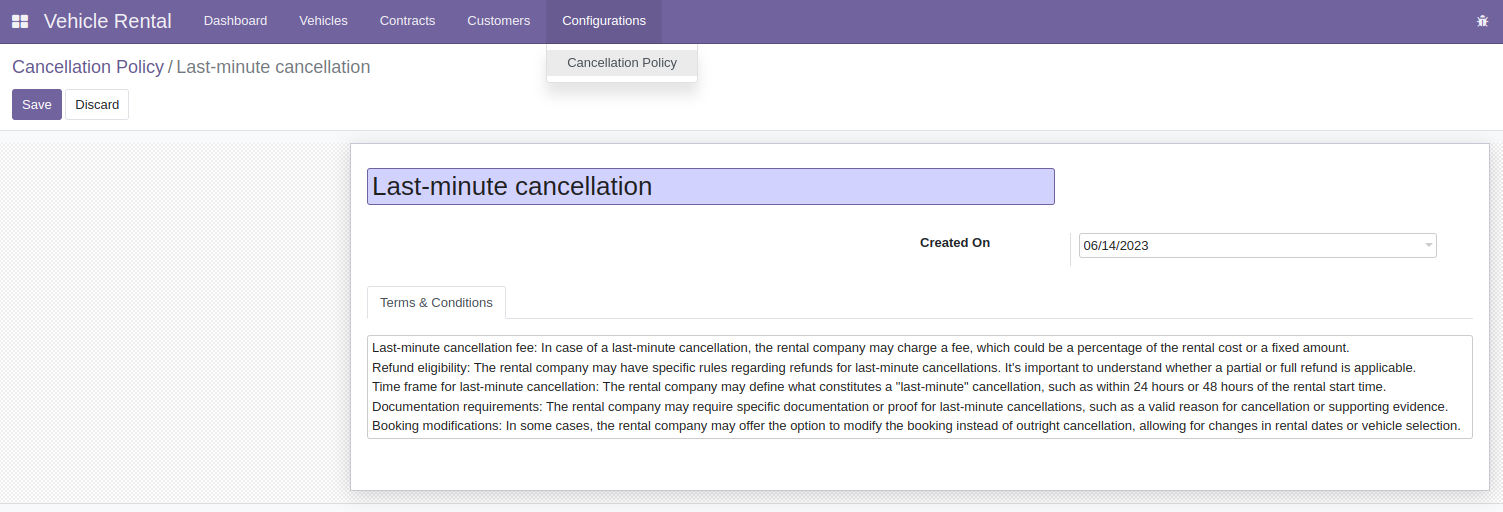 Vehicle Rental Dashboard Vehicles Contracts Customers Configurations
Cancellation Policy
Cancellation Policy / Last-minute cancellation
Save Discard
Last-minute cancellation
Created On 06/14/2023
Terms & Conditions
Last-minute cancellation fee: In case of a last-minute cancellation, the rental company may charge a fee, which could be a percentage of the rental cost or a fixed amount.
Refund eligibility: The rental company may have specific rules regarding refunds for last-minute cancellations. It's important to understand whether a partial or full refund is applicable.
Time frame for last-minute cancellation: The rental company may define what constitutes a "last-minute" cancellation, such as within 24 hours or 48 hours of the rental start time.
Documentation requirements: The rental company may require specific documentation or proof for last-minute cancellations, such as a valid reason for cancellation or supporting evidence.
Booking modifications: In some cases, the rental company may offer the option to modify the booking instead of outright cancellation, allowing for changes in rental dates or vehicle selection.